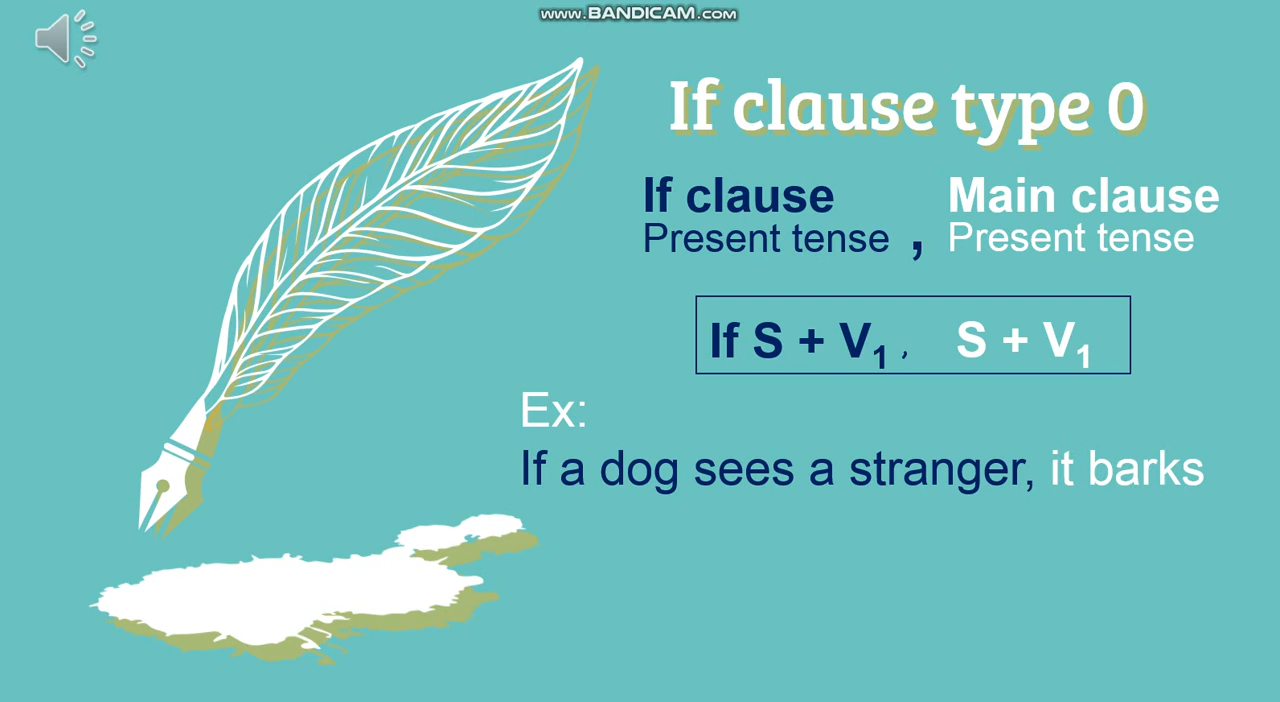 www.BANDICAM.com
If clause type 0
If clause Main clause
Present tense , Present tense
If S + V₁ , S + V₁
Ex:
If a dog sees a stranger, it barks